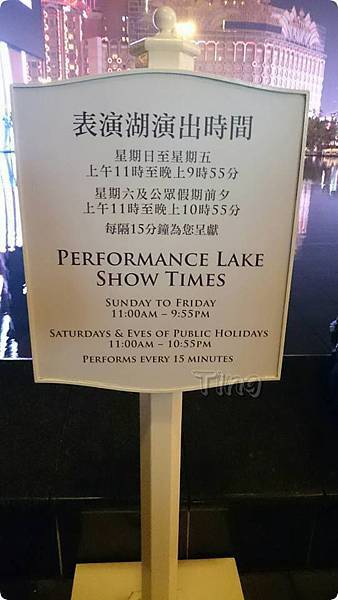 表演湖演出時間
星期日至星期五
上午11時至晚上9時55分
星期六及公眾假期前夕
上午11時至晚上10時55分
每隔15分鐘為您呈獻
PERFORMANCE LAKE
SHOW TIMES
SUNDAY TO FRIDAY
11:00AM – 9:55PM
SATURDAYS & EVES OF PUBLIC HOLIDAYS
11:00AM – 10:55PM
PERFORMS EVERY 15 MINUTES
Ting